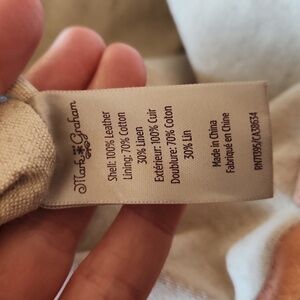 Mark Graham
Shell: 100% Leather
Lining: 70% Cotton
30% Linen
Extérieur: 100% Cuir
Doublure: 70% Coton
30% Lin
Made in China
Fabriqué en Chine